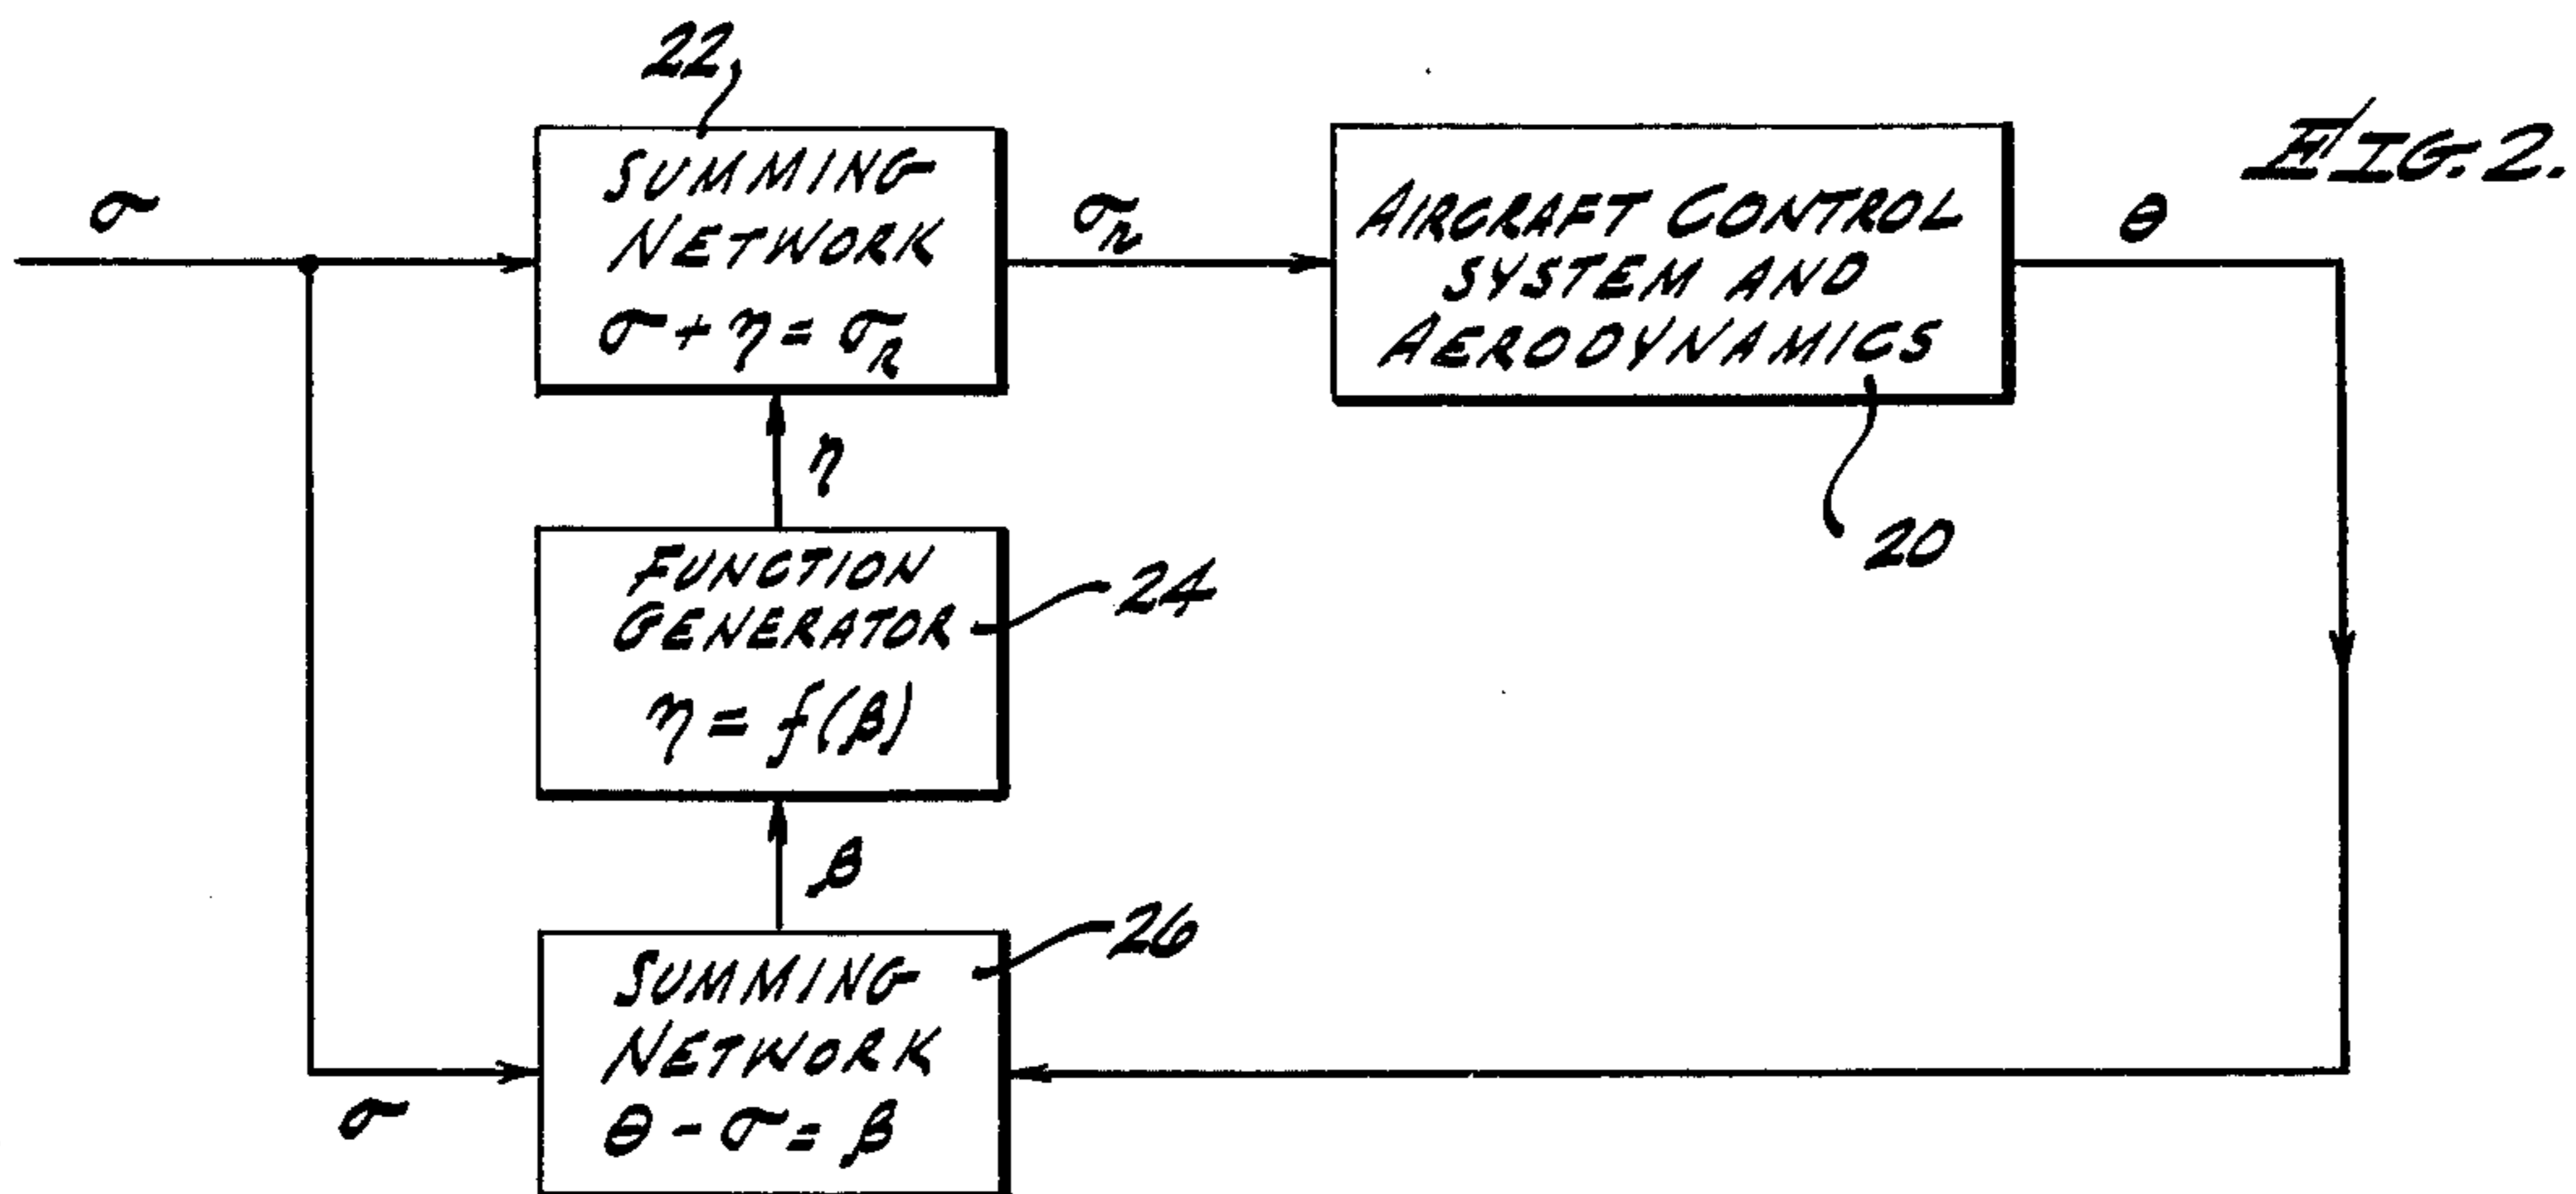 22
FIG. 2.
σ
SUMMING
NETWORK
σ + η = σr
σr
AIRCRAFT CONTROL
SYSTEM AND
AERODYNAMICS
θ
20
η
FUNCTION
GENERATOR
η = f(β)
24
β
26
SUMMING
NETWORK
θ - σ = β
σ